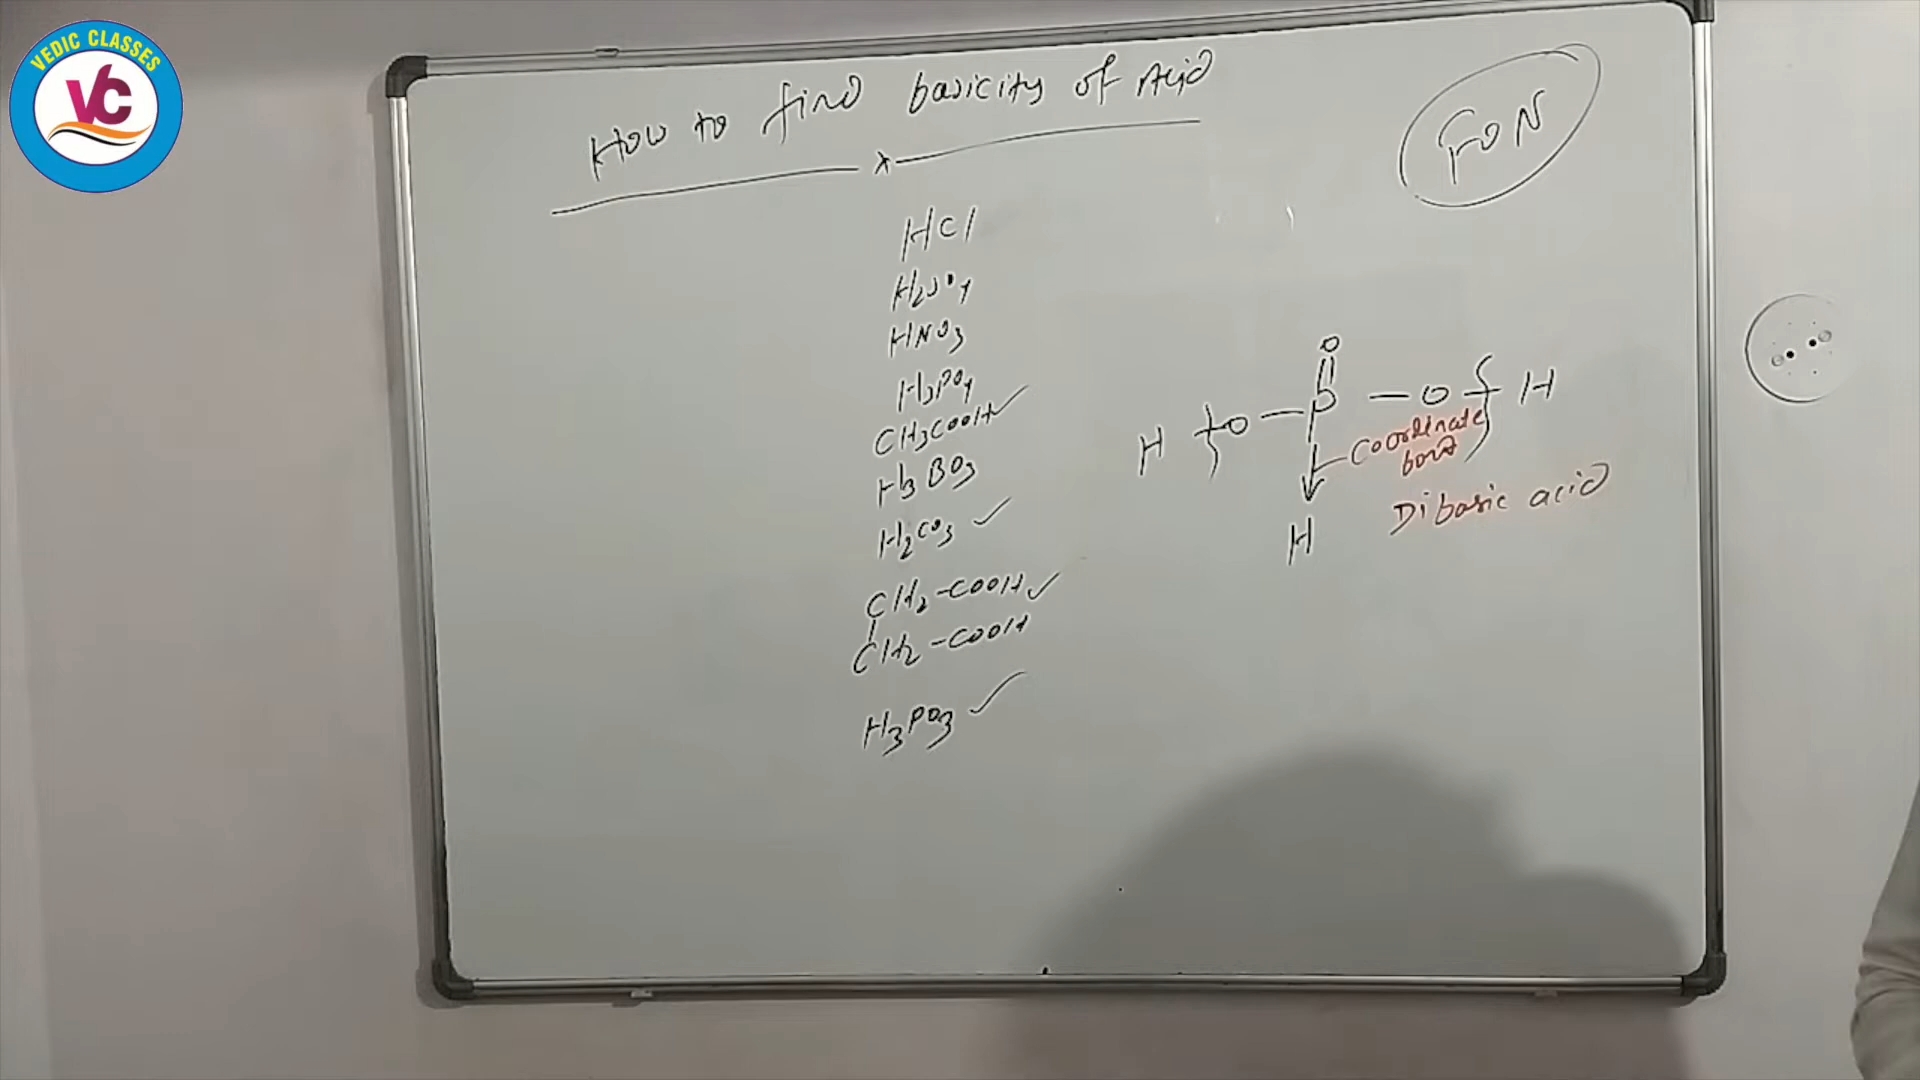 VEDIC CLASSES
VC
How to find basicity of Acid
x
FON
HCl
H2SO4
HNO3
H3PO4
CH3COOH ✓
H3BO3
H2CO3 ✓
CH2-COOH ✓
CH2-COOH
H3PO3 ✓
O
H O P O H
Coordinate
bond
H
Dibasic acid